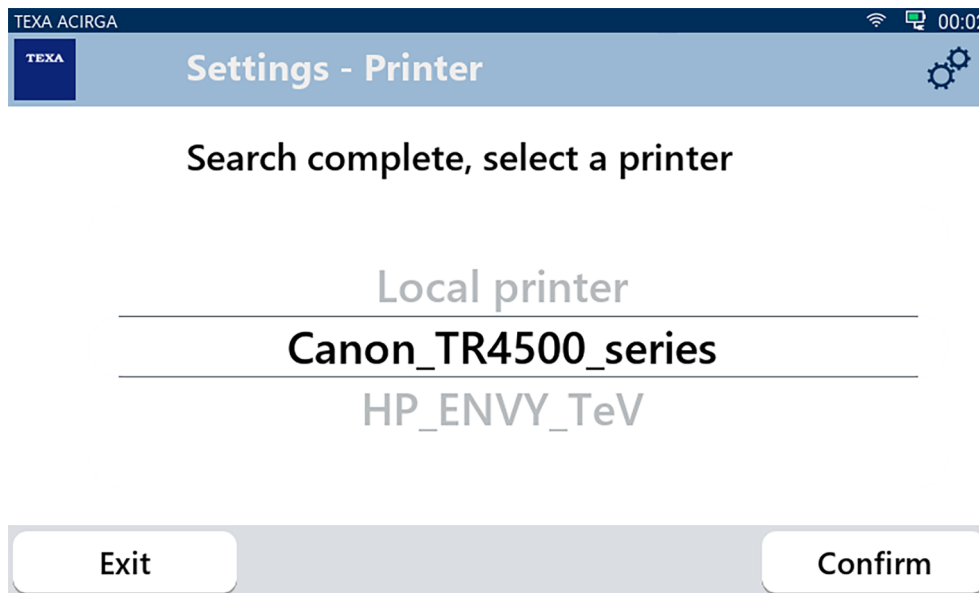 TEXA ACIRGA
TEXA
Settings - Printer
Search complete, select a printer
Local printer
Canon_TR4500_series
HP_ENVY_TeV
Exit
Confirm